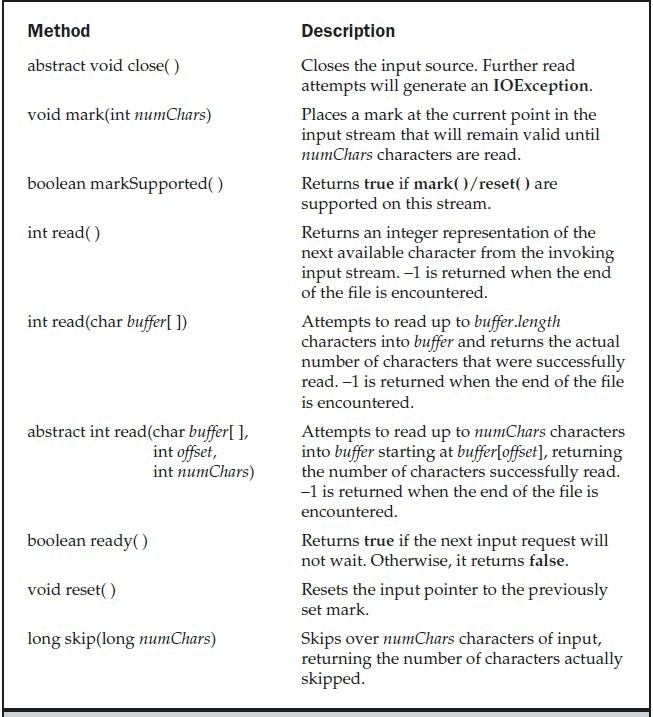 Method Description
abstract void close( ) Closes the input source. Further read
attempts will generate an IOException.
void mark(int numChars) Places a mark at the current point in the
input stream that will remain valid until
numChars characters are read.
boolean markSupported( ) Returns true if mark( )/reset( ) are
supported on this stream.
int read( ) Returns an integer representation of the
next available character from the invoking
input stream. –1 is returned when the end
of the file is encountered.
int read(char buffer[ ]) Attempts to read up to buffer.length
characters into buffer and returns the actual
number of characters that were successfully
read. –1 is returned when the end of the file
is encountered.
abstract int read(char buffer[ ], Attempts to read up to numChars characters
int offset, into buffer starting at buffer[offset], returning
int numChars) the number of characters successfully read.
–1 is returned when the end of the file is
encountered.
boolean ready( ) Returns true if the next input request will
not wait. Otherwise, it returns false.
void reset( ) Resets the input pointer to the previously
set mark.
long skip(long numChars) Skips over numChars characters of input,
returning the number of characters actually
skipped.